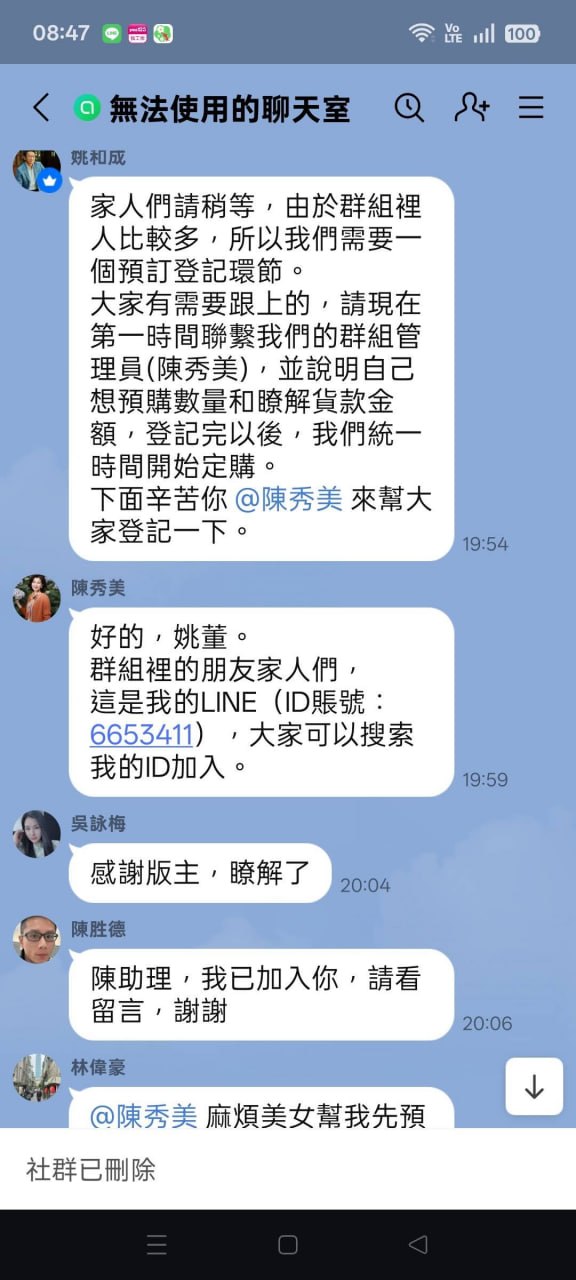 08:47
Vo
LTE
100
無法使用的聊天室
姚和成
家人們請稍等，由於群組裡
人比較多，所以我們需要一
個預訂登記環節。
大家有需要跟上的，請現在
第一時間聯繫我們的群組管
理員(陳秀美)，並說明自己
想預購數量和瞭解貨款金
額，登記完以後，我們統一
時間開始定購。
下面辛苦你 @陳秀美 來幫大
家登記一下。
19:54
陳秀美
好的，姚董。
群組裡的朋友家人們，
這是我的LINE（ID賬號：
6653411），大家可以搜索
我的ID加入。
19:59
吳詠梅
感謝版主，瞭解了
20:04
陳胜德
陳助理，我已加入你，請看
留言，謝謝
20:06
林偉豪
@陳秀美 麻煩美女幫我先預
社群已刪除